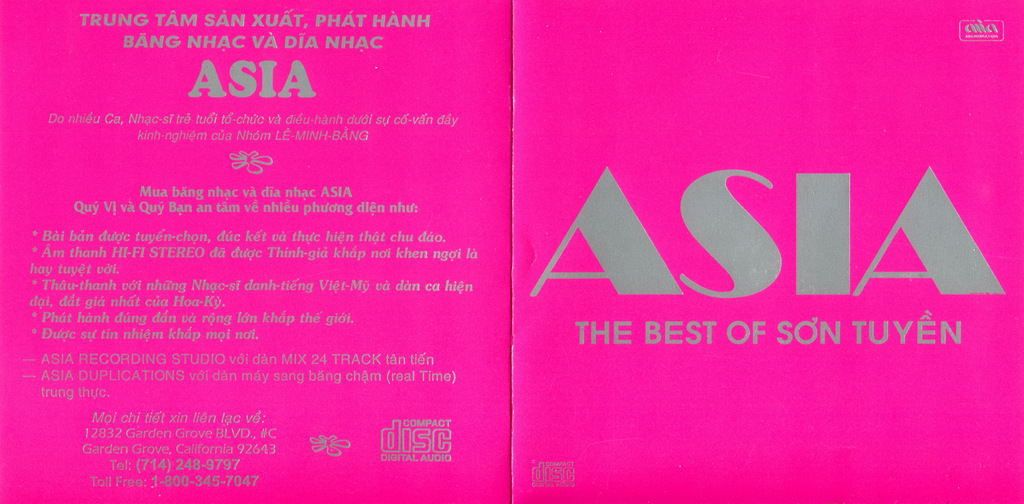 TRUNG TÂM SẢN XUẤT, PHÁT HÀNH
BĂNG NHẠC VÀ DĨA NHẠC
ASIA
Do nhiều Ca, Nhạc-sĩ trẻ tuổi tổ-chức và điều-hành dưới sự cố-vấn đầy
kinh-nghiệm của Nhóm LÊ-MINH-BẰNG
Mua băng nhạc và dĩa nhạc ASIA
Quý Vị và Quý Bạn an tâm về nhiều phương diện như:
* Bài bản được tuyển-chọn, đúc kết và thực hiện thật chu đáo.
* Âm thanh HI-FI STEREO đã được Thính-giả khắp nơi khen ngợi là
hay tuyệt vời.
* Thâu-thanh với những Nhạc-sĩ danh-tiếng Việt-Mỹ và dàn ca hiện
đại, đắt giá nhất của Hoa-Kỳ.
* Phát hành đúng đắn và rộng lớn khắp thế giới.
* Được sự tín nhiệm khắp mọi nơi.
— ASIA RECORDING STUDIO với dàn MIX 24 TRACK tân tiến
— ASIA DUPLICATIONS với dàn máy sang băng chậm (real Time)
trung thực.
Mọi chi tiết xin liên lạc về:
12832 Garden Grove BLVD., #C
Garden Grove, California 92643
Tel: (714) 248-9797
Toll Free: 1-800-345-7047
COMPACT
disc
DIGITAL AUDIO
asia
ASIA
THE BEST OF SƠN TUYỀN
COMPACT
disc
DIGITAL AUDIO